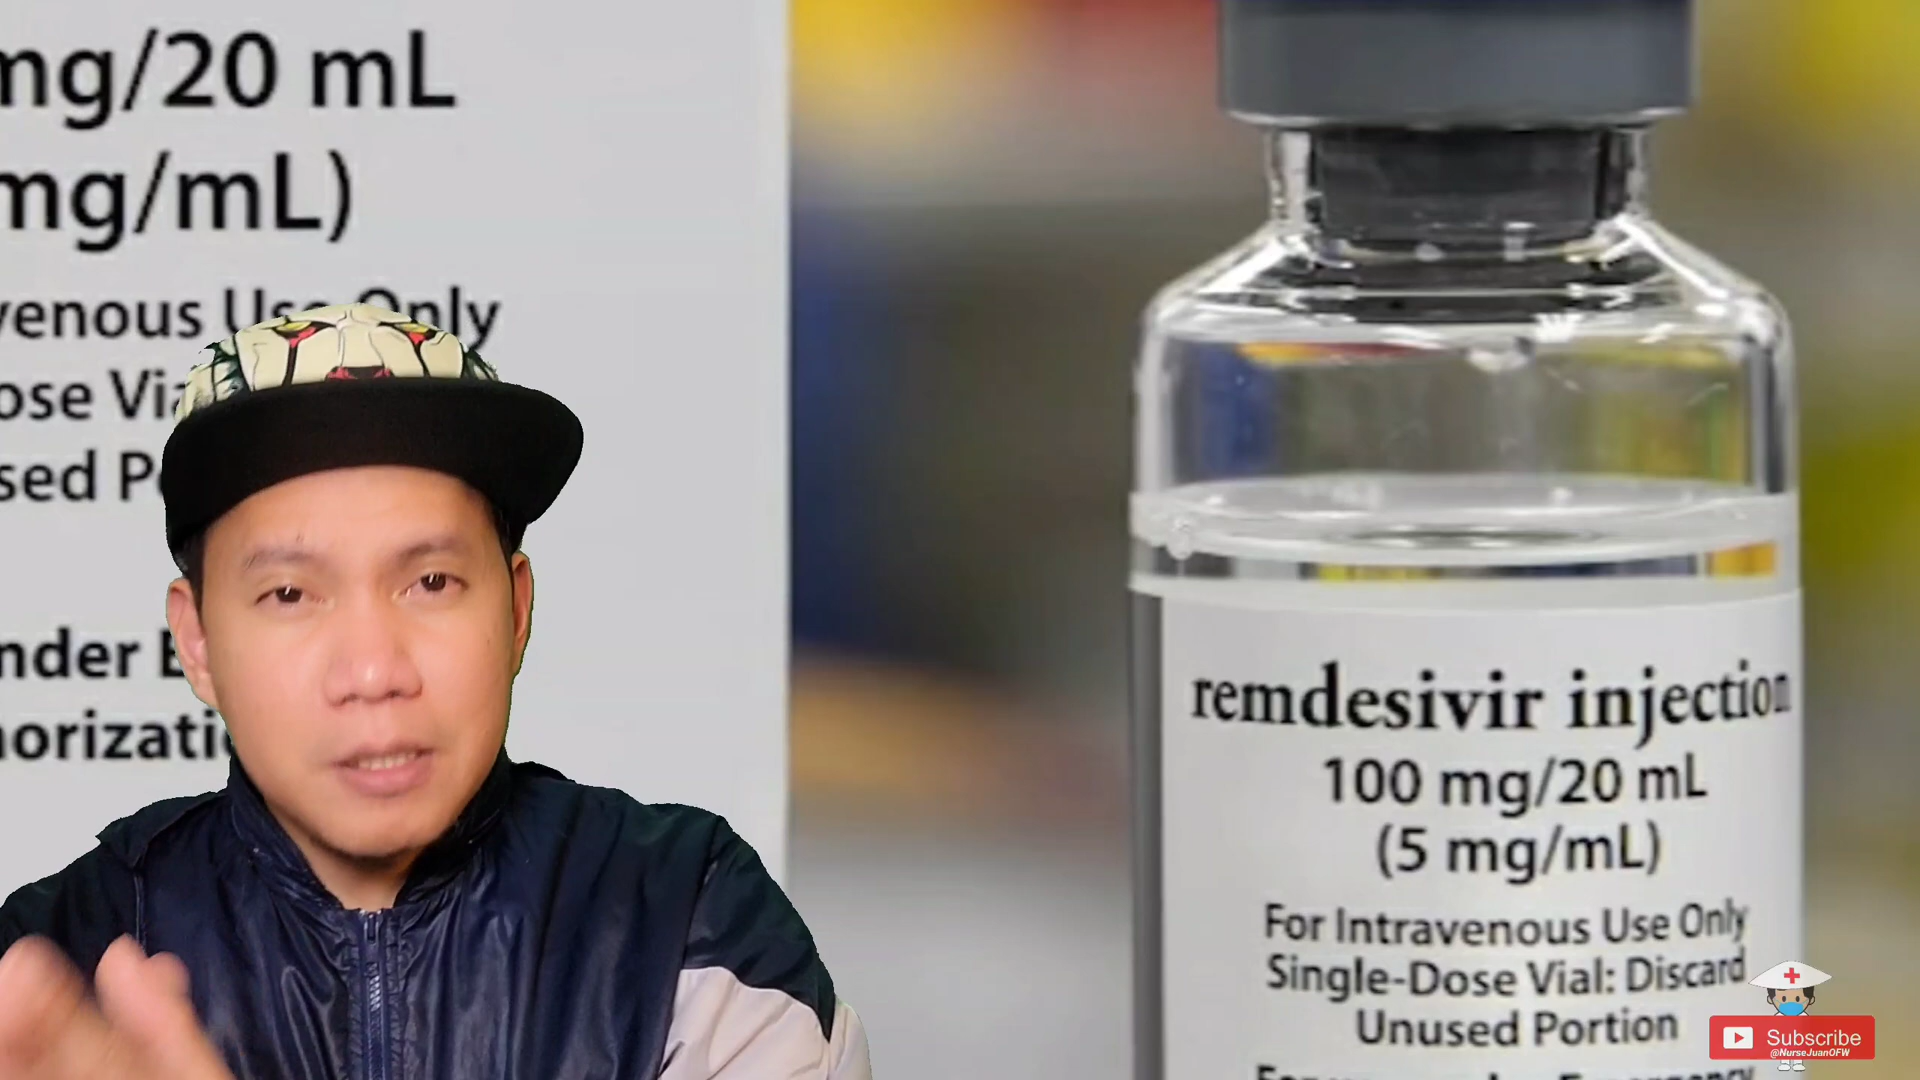 mg/20 mL
mg/mL)
venous Use Only
ose Via
sed P
nder E
orizati
remdesivir injection
100 mg/20 mL
(5 mg/mL)
For Intravenous Use Only
Single-Dose Vial: Discard
Unused Portion
Subscribe
@NurseJuanOFW